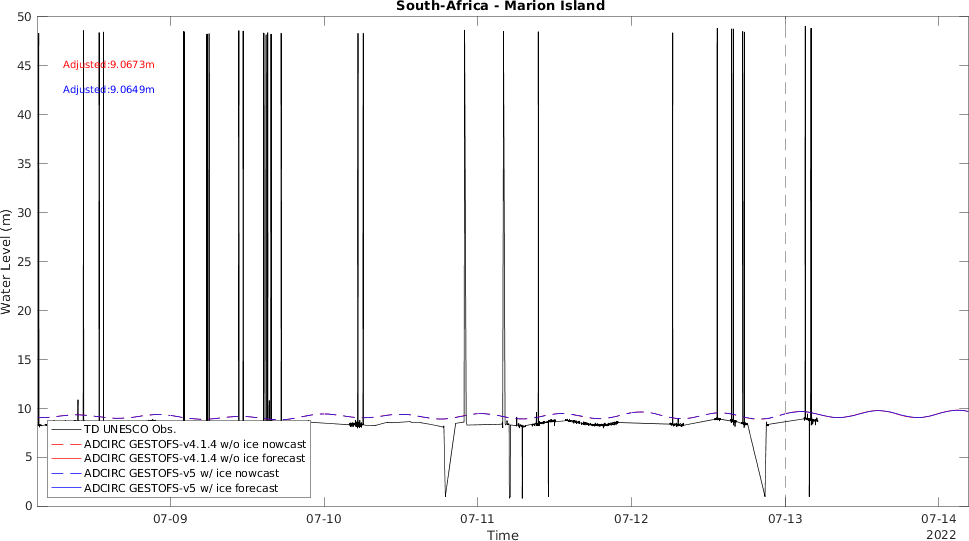 South-Africa - Marion Island
50
45
40
35
30
25
20
15
10
5
0
Water Level (m)
Adjusted:9.0673m
Adjusted:9.0649m
TD UNESCO Obs.
ADCIRC GESTOFS-v4.1.4 w/o ice nowcast
ADCIRC GESTOFS-v4.1.4 w/o ice forecast
ADCIRC GESTOFS-v5 w/ ice nowcast
ADCIRC GESTOFS-v5 w/ ice forecast
07-09 07-10 07-11 07-12 07-13 07-14
Time
2022